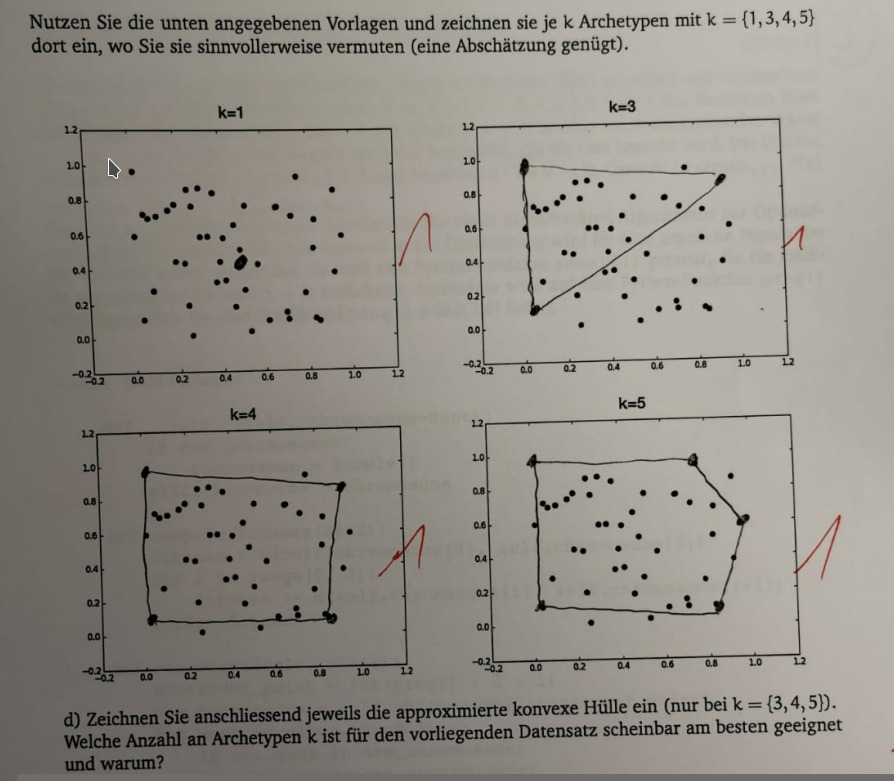 Nutzen Sie die unten angegebenen Vorlagen und zeichnen sie je k Archetypen mit k = {1,3,4,5}
dort ein, wo Sie sie sinnvollerweise vermuten (eine Abschätzung genügt).
k=1
1.2
1.0
0.8
0.6
0.4
0.2
0.0
-0.2
-0.2 0.0 0.2 0.4 0.6 0.8 1.0 1.2
1
k=3
1.2
1.0
0.8
0.6
0.4
0.2
0.0
-0.2
-0.2 0.0 0.2 0.4 0.6 0.8 1.0 1.2
1
k=4
1.2
1.0
0.8
0.6
0.4
0.2
0.0
-0.2
-0.2 0.0 0.2 0.4 0.6 0.8 1.0 1.2
1
k=5
1.2
1.0
0.8
0.6
0.4
0.2
0.0
-0.2
-0.2 0.0 0.2 0.4 0.6 0.8 1.0 1.2
1
d) Zeichnen Sie anschliessend jeweils die approximierte konvexe Hülle ein (nur bei k = {3,4,5}).
Welche Anzahl an Archetypen k ist für den vorliegenden Datensatz scheinbar am besten geeignet
und warum?